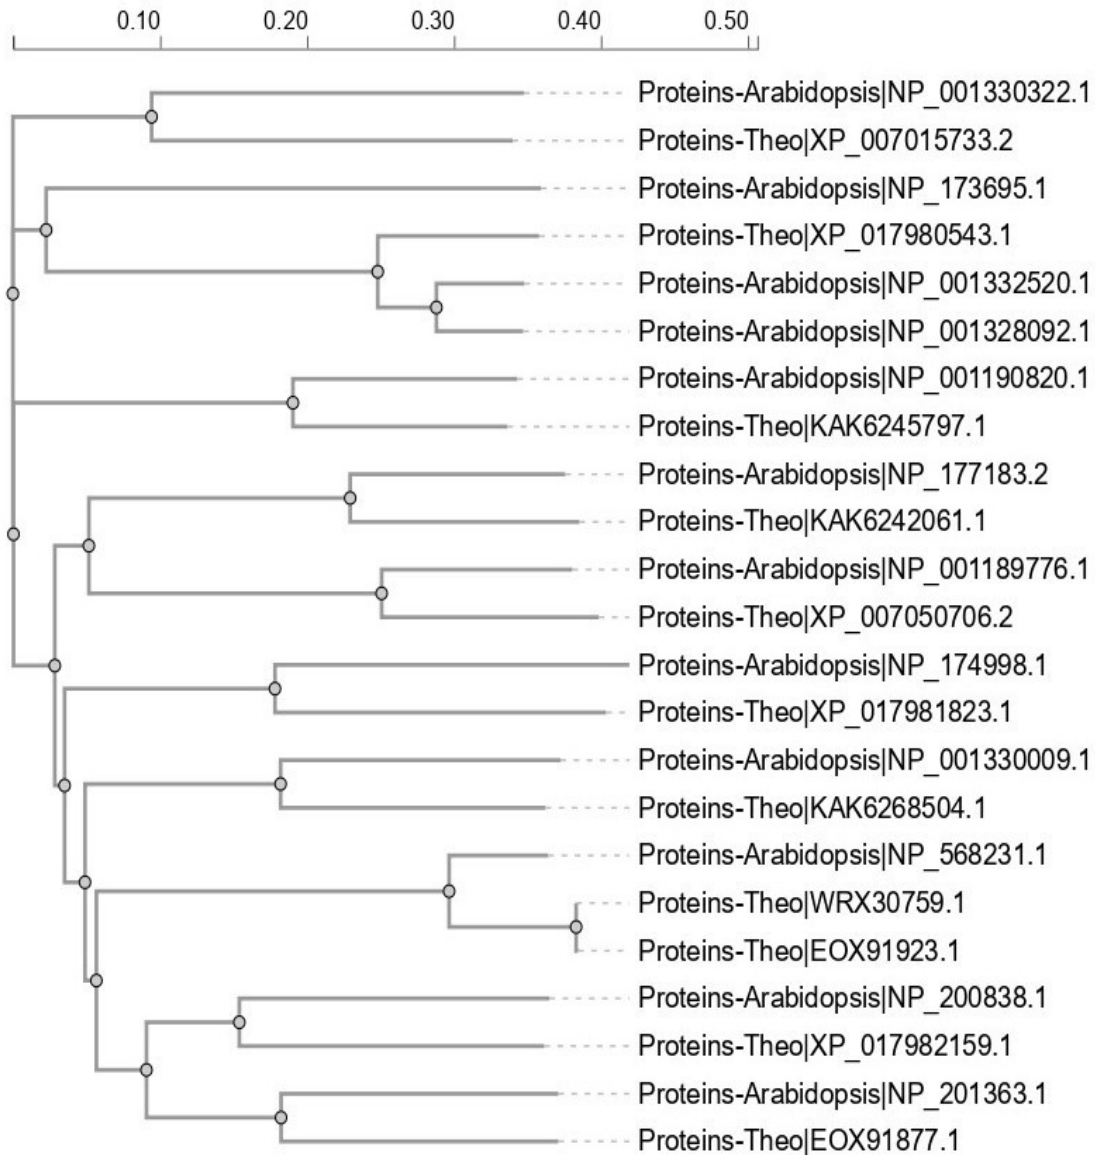 0.10 0.20 0.30 0.40 0.50
Proteins-Arabidopsis|NP_001330322.1
Proteins-Theo|XP_007015733.2
Proteins-Arabidopsis|NP_173695.1
Proteins-Theo|XP_017980543.1
Proteins-Arabidopsis|NP_001332520.1
Proteins-Arabidopsis|NP_001328092.1
Proteins-Arabidopsis|NP_001190820.1
Proteins-Theo|KAK6245797.1
Proteins-Arabidopsis|NP_177183.2
Proteins-Theo|KAK6242061.1
Proteins-Arabidopsis|NP_001189776.1
Proteins-Theo|XP_007050706.2
Proteins-Arabidopsis|NP_174998.1
Proteins-Theo|XP_017981823.1
Proteins-Arabidopsis|NP_001330009.1
Proteins-Theo|KAK6268504.1
Proteins-Arabidopsis|NP_568231.1
Proteins-Theo|WRX30759.1
Proteins-Theo|EOX91923.1
Proteins-Arabidopsis|NP_200838.1
Proteins-Theo|XP_017982159.1
Proteins-Arabidopsis|NP_201363.1
Proteins-Theo|EOX91877.1